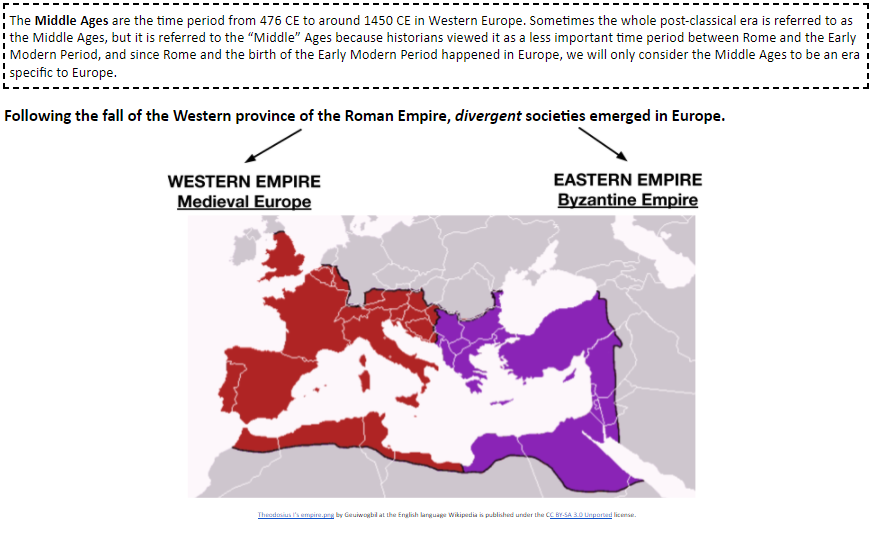 The Middle Ages are the time period from 476 CE to around 1450 CE in Western Europe. Sometimes the whole post-classical era is referred to as
the Middle Ages, but it is referred to the “Middle” Ages because historians viewed it as a less important time period between Rome and the Early
Modern Period, and since Rome and the birth of the Early Modern Period happened in Europe, we will only consider the Middle Ages to be an era
specific to Europe.
Following the fall of the Western province of the Roman Empire, divergent societies emerged in Europe.
WESTERN EMPIRE
Medieval Europe
EASTERN EMPIRE
Byzantine Empire
Theodosius I's empire.png by Geuiwogbil at the English language Wikipedia is published under the CC BY-SA 3.0 Unported license.